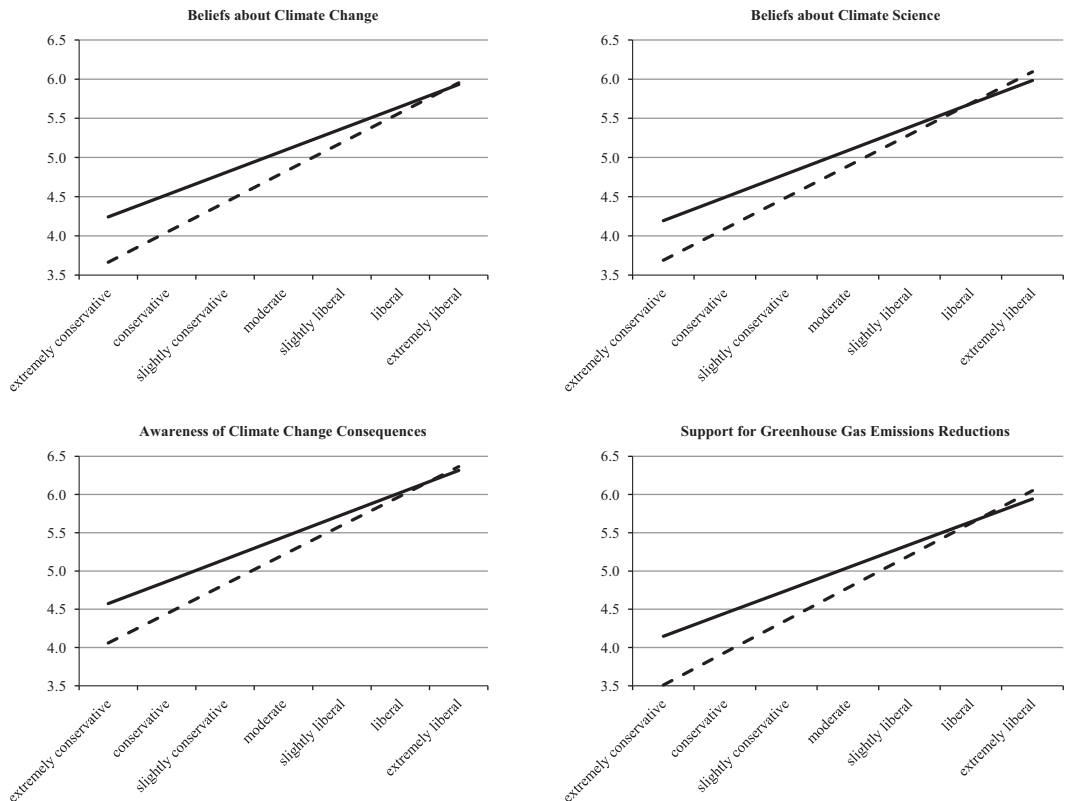 Beliefs about Climate Change
6.5
6.0
5.5
5.0
4.5
4.0
3.5
extremely conservative
conservative
slightly conservative
moderate
slightly liberal
liberal
extremely liberal
Beliefs about Climate Science
6.5
6.0
5.5
5.0
4.5
4.0
3.5
extremely conservative
conservative
slightly conservative
moderate
slightly liberal
liberal
extremely liberal
Awareness of Climate Change Consequences
6.5
6.0
5.5
5.0
4.5
4.0
3.5
extremely conservative
conservative
slightly conservative
moderate
slightly liberal
liberal
extremely liberal
Support for Greenhouse Gas Emissions Reductions
6.5
6.0
5.5
5.0
4.5
4.0
3.5
extremely conservative
conservative
slightly conservative
moderate
slightly liberal
liberal
extremely liberal